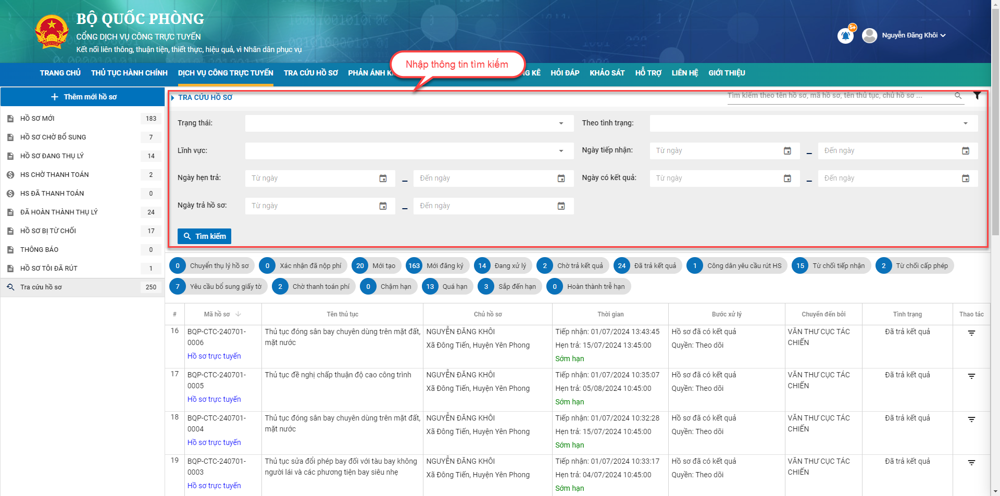 BỘ QUỐC PHÒNG
CỔNG DỊCH VỤ CÔNG TRỰC TUYẾN
Kết nối liên thông, thuận tiện, thiết thực, hiệu quả, vì Nhân dân phục vụ
5+
Nguyễn Đăng Khôi
Nhập thông tin tìm kiếm
TRANG CHỦ THỦ TỤC HÀNH CHÍNH DỊCH VỤ CÔNG TRỰC TUYẾN TRA CỨU HỒ SƠ PHẢN ÁNH HỎI ĐÁP KHẢO SÁT HỖ TRỢ LIÊN HỆ GIỚI THIỆU
Thêm mới hồ sơ
HỒ SƠ MỚI 183
HỒ SƠ CHỜ BỔ SUNG 7
HỒ SƠ ĐANG THỤ LÝ 14
HS CHỜ THANH TOÁN 2
HS ĐÃ THANH TOÁN 0
ĐÃ HOÀN THÀNH THỤ LÝ 24
HỒ SƠ BỊ TỪ CHỐI 17
THÔNG BÁO 0
HỒ SƠ TÔI ĐÃ RÚT 1
Tra cứu hồ sơ 250
TRA CỨU HỒ SƠ
Tìm kiếm theo tên hồ sơ, mã hồ sơ, tên thủ tục, chủ hồ sơ ...
Trạng thái: Theo tình trạng:
Lĩnh vực: Ngày tiếp nhận: Từ ngày – Đến ngày
Ngày hẹn trả: Từ ngày – Đến ngày Ngày có kết quả: Từ ngày – Đến ngày
Ngày trả hồ sơ: Từ ngày – Đến ngày
Tìm kiếm
0 Chuyển thụ lý hồ sơ 0 Xác nhận đã nộp phí 20 Mới tạo 163 Mới đăng ký 14 Đang xử lý 2 Chờ trả kết quả 24 Đã trả kết quả 1 Công dân yêu cầu rút HS 15 Từ chối tiếp nhận 2 Từ chối cấp phép
7 Yêu cầu bổ sung giấy tờ 2 Chờ thanh toán phí 0 Chậm hạn 13 Quá hạn 3 Sắp đến hạn 0 Hoàn thành trễ hạn
# Mã hồ sơ Tên thủ tục Chủ hồ sơ Thời gian Bước xử lý Chuyển đến bởi Tình trạng Thao tác
16 BQP-CTC-240701- Thủ tục đóng sân bay chuyên dùng trên mặt đất, NGUYỄN ĐĂNG KHÔI Tiếp nhận: 01/07/2024 13:43:45 Hồ sơ đã có kết quả VĂN THƯ CỤC TÁC Đã trả kết quả
0006 mặt nước Xã Đông Tiến, Huyện Yên Phong Hẹn trả: 15/07/2024 13:45:00 Quyền: Theo dõi CHIẾN
Hồ sơ trực tuyến Sớm hạn
17 BQP-CTC-240701- Thủ tục đề nghị chấp thuận độ cao công trình NGUYỄN ĐĂNG KHÔI Tiếp nhận: 01/07/2024 10:35:07 Hồ sơ đã có kết quả VĂN THƯ CỤC TÁC Đã trả kết quả
0005 Xã Đông Tiến, Huyện Yên Phong Hẹn trả: 05/08/2024 10:45:00 Quyền: Theo dõi CHIẾN
Hồ sơ trực tuyến Sớm hạn
18 BQP-CTC-240701- Thủ tục đóng sân bay chuyên dùng trên mặt đất, NGUYỄN ĐĂNG KHÔI Tiếp nhận: 01/07/2024 10:32:28 Hồ sơ đã có kết quả VĂN THƯ CỤC TÁC Đã trả kết quả
0004 mặt nước Xã Đông Tiến, Huyện Yên Phong Hẹn trả: 15/07/2024 10:45:00 Quyền: Theo dõi CHIẾN
Hồ sơ trực tuyến Sớm hạn
19 BQP-CTC-240701- Thủ tục sửa đổi phép bay đối với tàu bay không NGUYỄN ĐĂNG KHÔI Tiếp nhận: 01/07/2024 10:33:17 Hồ sơ đã có kết quả VĂN THƯ CỤC TÁC Đã trả kết quả
0003 người lái và các phương tiện bay siêu nhẹ Xã Đông Tiến, Huyện Yên Phong Hẹn trả: 04/07/2024 10:45:00 Quyền: Theo dõi CHIẾN
Hồ sơ trực tuyến Sớm hạn